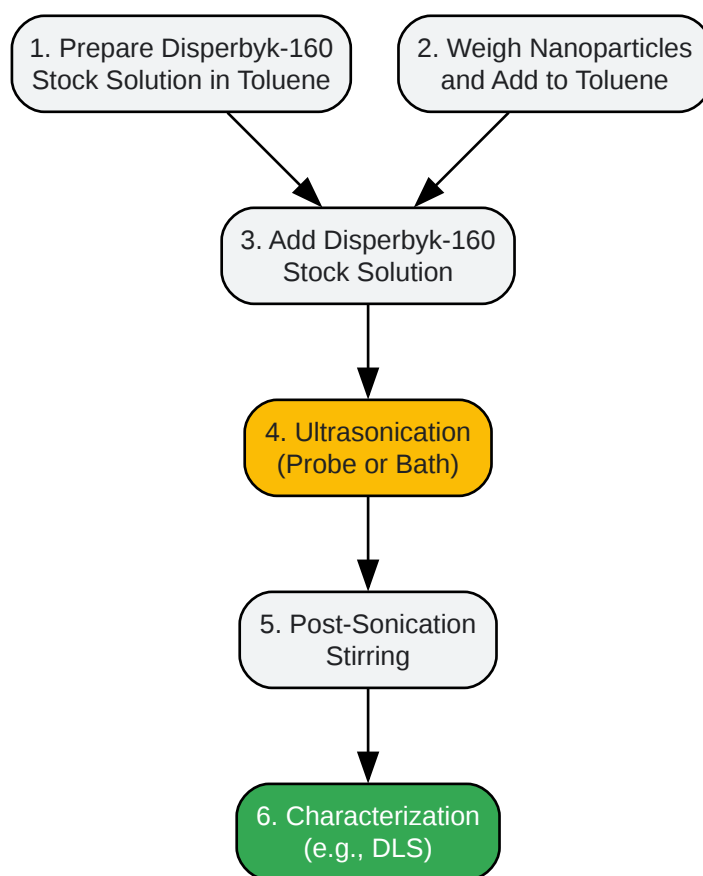 1. Prepare Disperbyk-160
Stock Solution in Toluene
2. Weigh Nanoparticles
and Add to Toluene
3. Add Disperbyk-160
Stock Solution
4. Ultrasonication
(Probe or Bath)
5. Post-Sonication
Stirring
6. Characterization
(e.g., DLS)